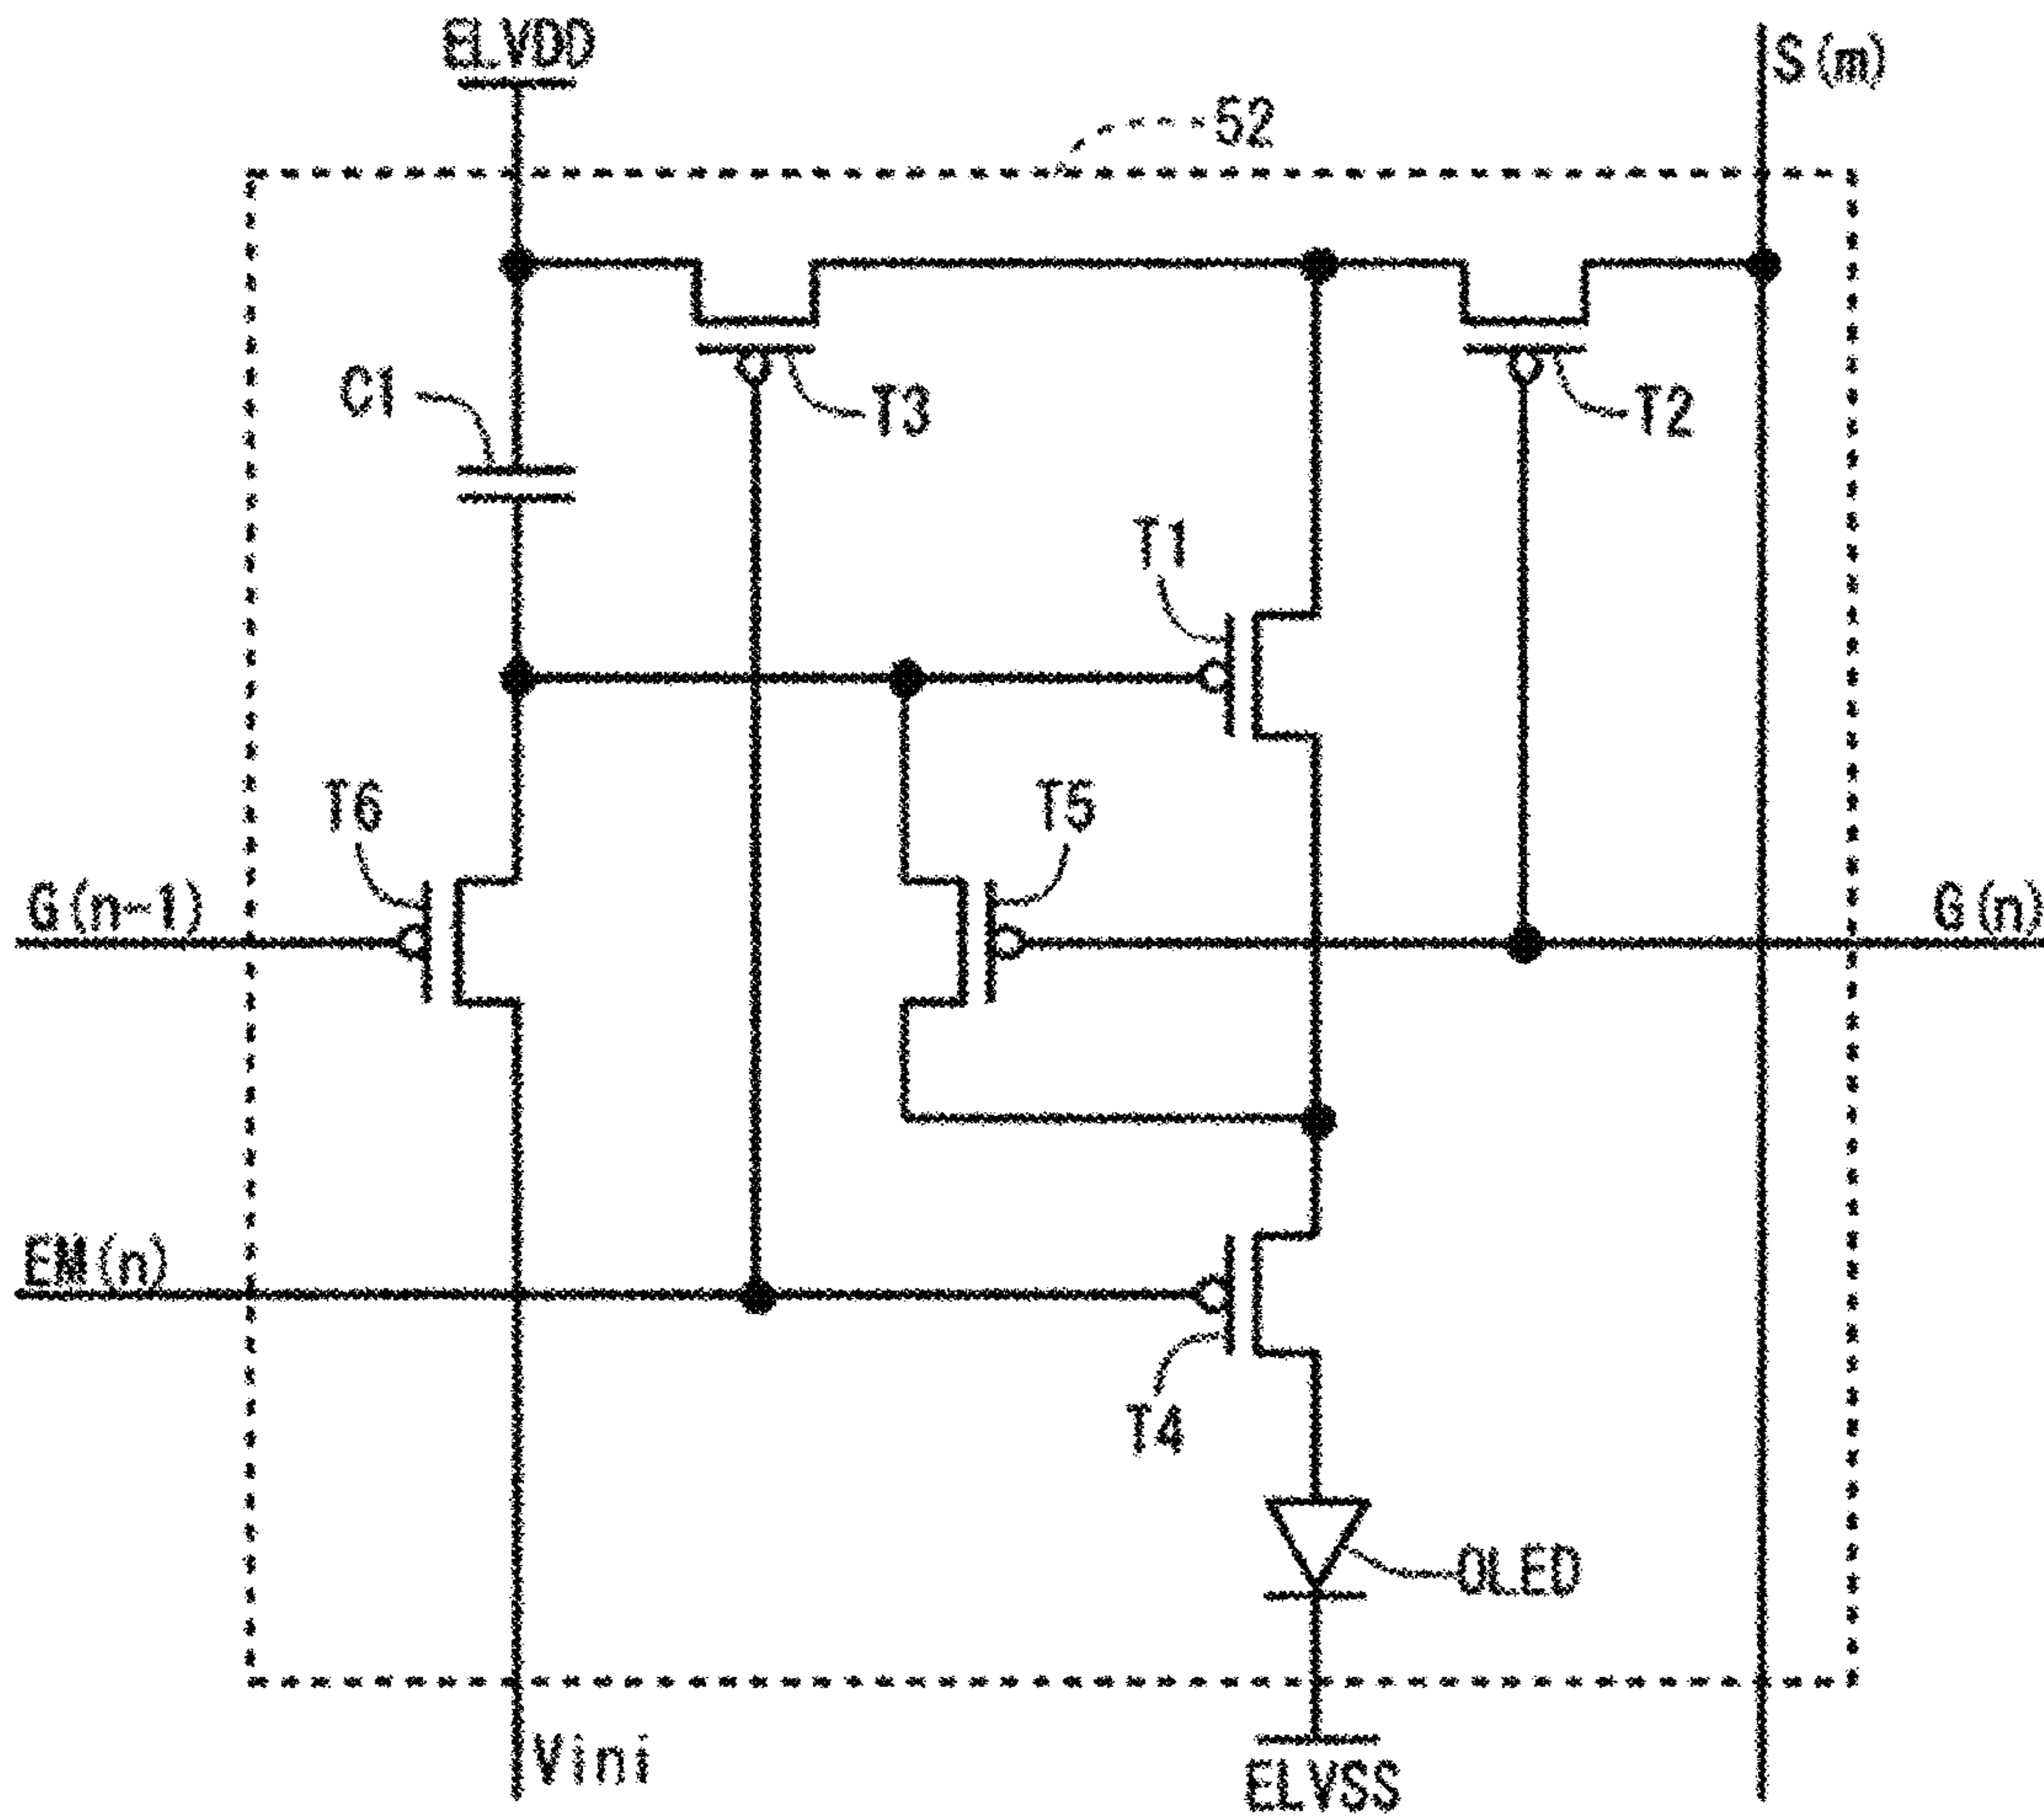 ELVDD
S(m)
52
C1
T3
T2
T1
T6
T5
G(n-1)
G(n)
EM(n)
T4
OLED
Vini
ELVSS